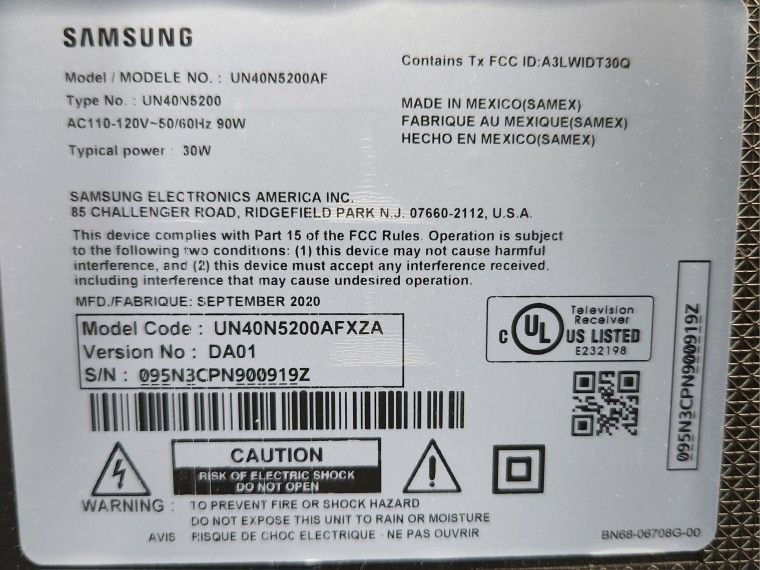 SAMSUNG
Contains Tx FCC ID:A3LWIDT30Q
Model / MODELE NO. : UN40N5200AF
Type No. : UN40N5200
AC110-120V~50/60Hz 90W
Typical power : 30W
MADE IN MEXICO(SAMEX)
FABRIQUE AU MEXIQUE(SAMEX)
HECHO EN MEXICO(SAMEX)
SAMSUNG ELECTRONICS AMERICA INC.
85 CHALLENGER ROAD, RIDGEFIELD PARK N.J. 07660-2112, U.S.A.
This device complies with Part 15 of the FCC Rules. Operation is subject
to the following two conditions: (1) this device may not cause harmful
interference, and (2) this device must accept any interference received.
including interference that may cause undesired operation.
MFD./FABRIQUE: SEPTEMBER 2020
Model Code : UN40N5200AFXZA
Version No : DA01
S/N : 095N3CPN900919Z
C UL US LISTED
Television
Receiver
E232198
095N3CPN900919Z
CAUTION
RISK OF ELECTRIC SHOCK
DO NOT OPEN
WARNING : TO PREVENT FIRE OR SHOCK HAZARD
DO NOT EXPOSE THIS UNIT TO RAIN OR MOISTURE
AVIS : RISQUE DE CHOC ELECTRIQUE · NE PAS OUVRIR
BN68-06708G-00